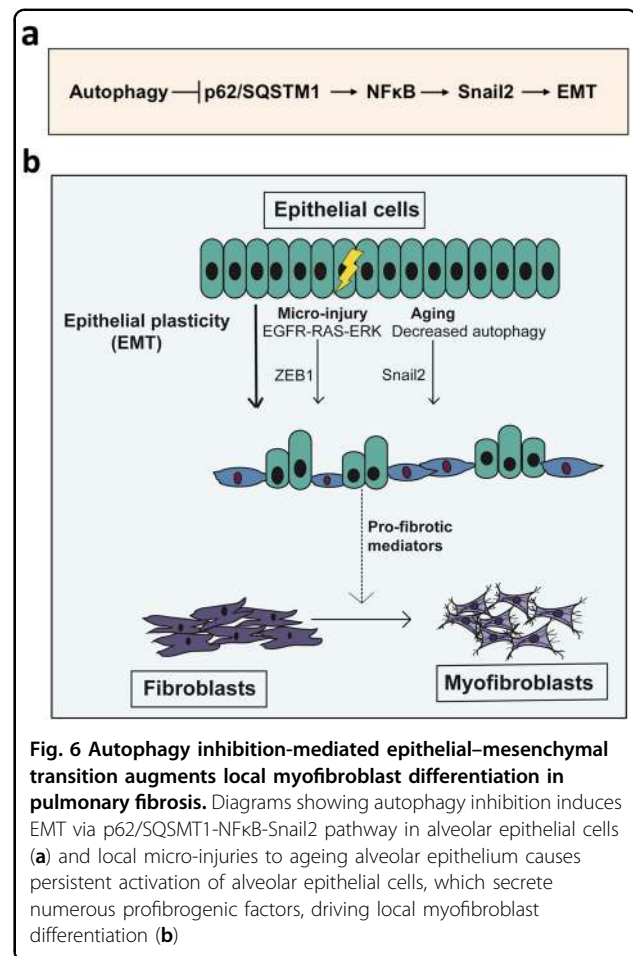 a
Autophagy ⊣ p62/SQSTM1 → NFκB → Snail2 → EMT
b
Epithelial cells
Epithelial plasticity
(EMT)
Micro-injury
EGFR-RAS-ERK
ZEB1
Aging
Decreased autophagy
Snail2
Pro-fibrotic
mediators
Fibroblasts
Myofibroblasts
Fig. 6 Autophagy inhibition-mediated epithelial–mesenchymal
transition augments local myofibroblast differentiation in
pulmonary fibrosis. Diagrams showing autophagy inhibition induces
EMT via p62/SQSMT1-NFκB-Snail2 pathway in alveolar epithelial cells
(a) and local micro-injuries to ageing alveolar epithelium causes
persistent activation of alveolar epithelial cells, which secrete
numerous profibrogenic factors, driving local myofibroblast
differentiation (b)